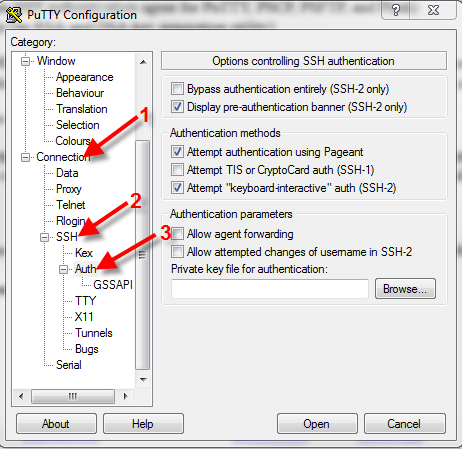 PuTTY Configuration
Category:
Window
Appearance
Behaviour
Translation
Selection
Colours
Connection
Data
Proxy
Telnet
Rlogin
SSH
Kex
Auth
GSSAPI
TTY
X11
Tunnels
Bugs
Serial
1
2
3
Options controlling SSH authentication
Bypass authentication entirely (SSH-2 only)
Display pre-authentication banner (SSH-2 only)
Authentication methods
Attempt authentication using Pageant
Attempt TIS or CryptoCard auth (SSH-1)
Attempt "keyboard-interactive" auth (SSH-2)
Authentication parameters
Allow agent forwarding
Allow attempted changes of username in SSH-2
Private key file for authentication:
Browse...
About
Help
Open
Cancel